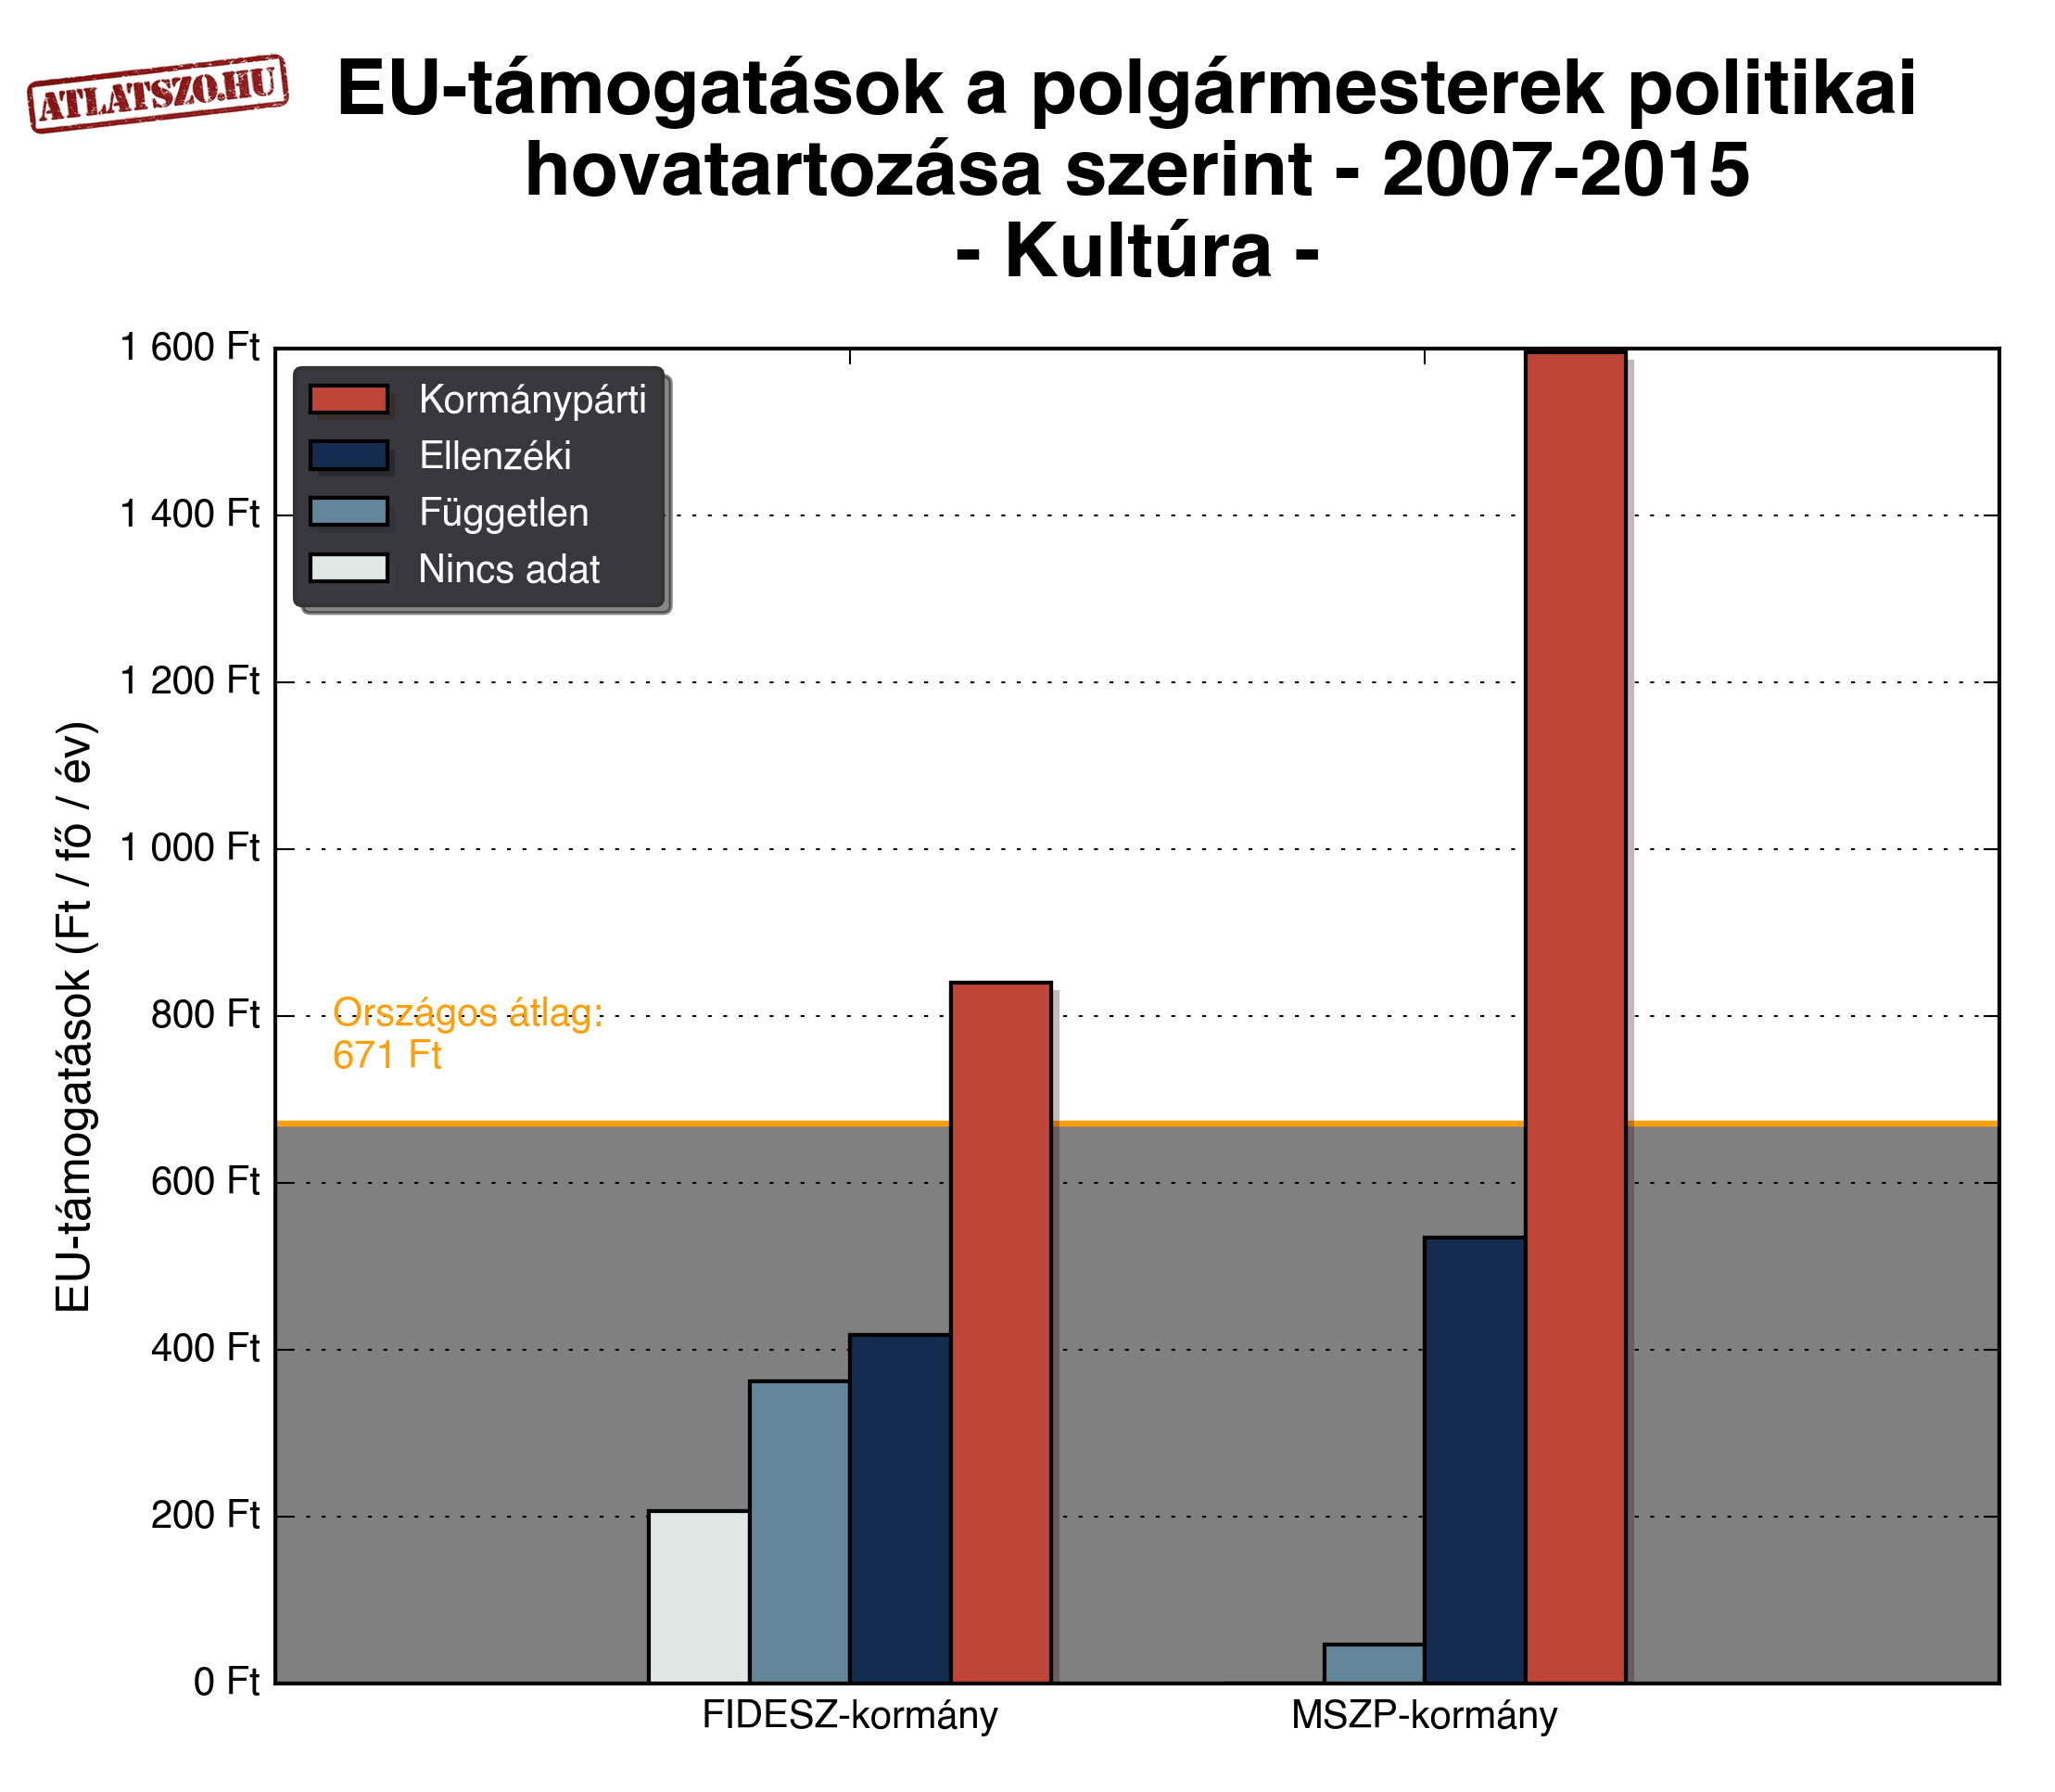 ATLATSZO.HU
EU-támogatások a polgármesterek politikai
hovatartozása szerint - 2007-2015
- Kultúra -
1 600 Ft
1 400 Ft
1 200 Ft
1 000 Ft
800 Ft
600 Ft
400 Ft
200 Ft
0 Ft
EU-támogatások (Ft / fő / év)
Kormánypárti
Ellenzéki
Független
Nincs adat
Országos átlag:
671 Ft
FIDESZ-kormány
MSZP-kormány